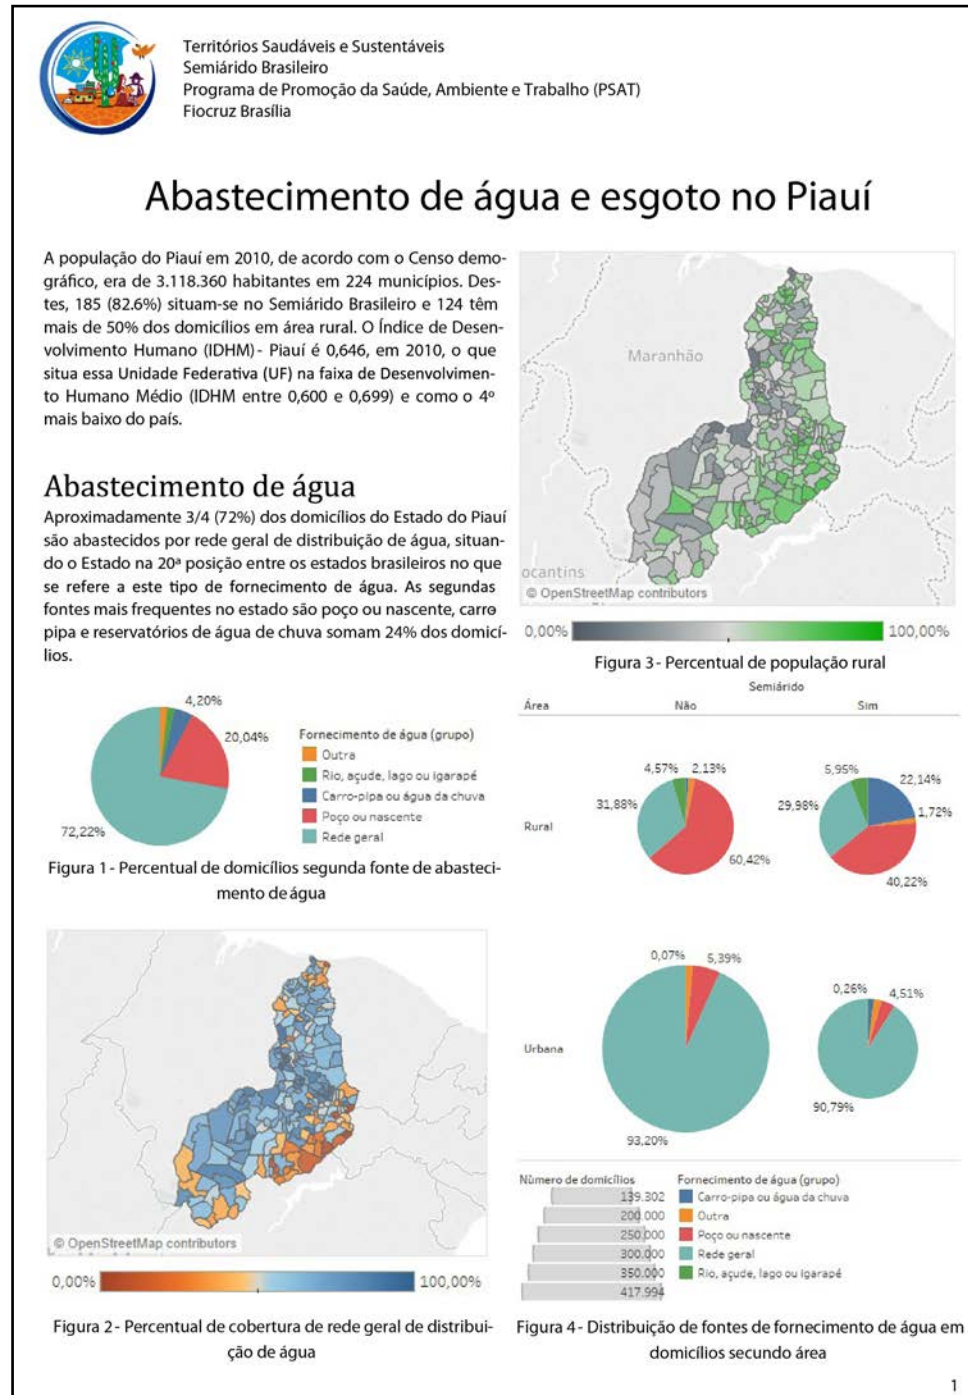 Territórios Saudáveis e Sustentáveis
Semiárido Brasileiro
Programa de Promoção da Saúde, Ambiente e Trabalho (PSAT)
Fiocruz Brasília
Abastecimento de água e esgoto no Piauí
A população do Piauí em 2010, de acordo com o Censo demo-
gráfico, era de 3.118.360 habitantes em 224 municípios. Des-
tes, 185 (82.6%) situam-se no Semiárido Brasileiro e 124 têm
mais de 50% dos domicílios em área rural. O Índice de Desen-
volvimento Humano (IDHM) - Piauí é 0,646, em 2010, o que
situa essa Unidade Federativa (UF) na faixa de Desenvolvimen-
to Humano Médio (IDHM entre 0,600 e 0,699) e como o 4º
mais baixo do país.
Abastecimento de água
Aproximadamente 3/4 (72%) dos domicílios do Estado do Piauí
são abastecidos por rede geral de distribuição de água, situan-
do o Estado na 20ª posição entre os estados brasileiros no que
se refere a este tipo de fornecimento de água. As segundas
fontes mais frequentes no estado são poço ou nascente, carro
pipa e reservatórios de água de chuva somam 24% dos domicí-
lios.
4,20%
20,04%
72,22%
Fornecimento de água (grupo)
Outra
Rio, açude, lago ou igarapé
Carro-pipa ou água da chuva
Poço ou nascente
Rede geral
Figura 1 - Percentual de domicílios segunda fonte de abasteci-
mento de água
© OpenStreetMap contributors
0,00% 100,00%
Figura 2 - Percentual de cobertura de rede geral de distribui-
ção de água
Maranhão
ocantins
© OpenStreetMap contributors
0,00% 100,00%
Figura 3 - Percentual de população rural
Semiárido
Área Não Sim
Rural
4,57% 2,13%
31,88%
60,42%
5,95% 22,14%
29,98% 1,72%
40,22%
Urbana
0,07% 5,39%
93,20%
0,26% 4,51%
90,79%
Número de domicílios
139.302
200.000
250.000
300.000
350.000
417.994
Fornecimento de água (grupo)
Carro-pipa ou água da chuva
Outra
Poço ou nascente
Rede geral
Rio, açude, lago ou igarapé
Figura 4 - Distribuição de fontes de fornecimento de água em
domicílios secundo área
1